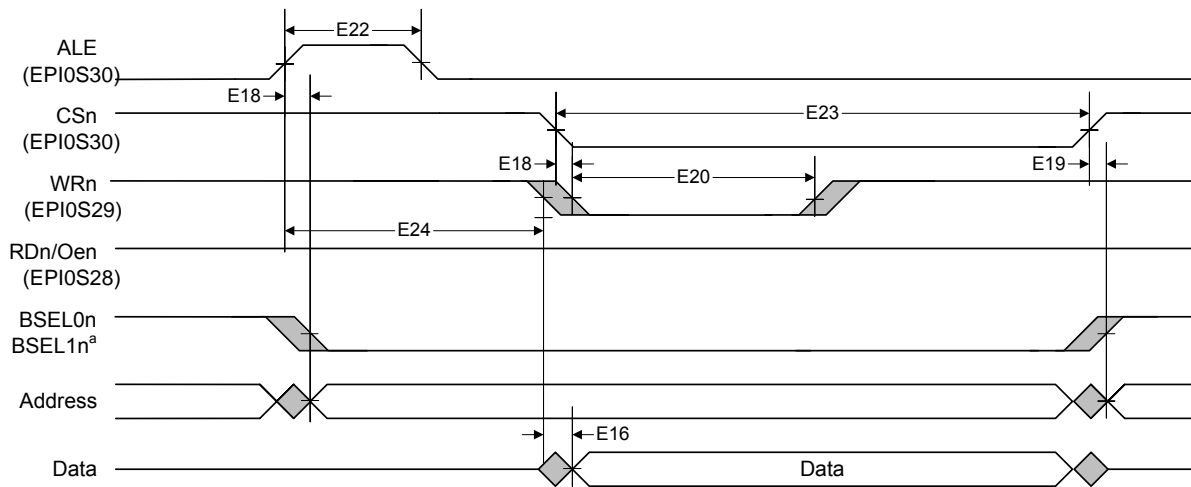 E22
ALE
(EPI0S30)
E18
CSn
(EPI0S30)
E23
E18
E20
E19
WRn
(EPI0S29)
E24
RDn/Oen
(EPI0S28)
BSEL0n
BSEL1nª
Address
E16
Data
Data